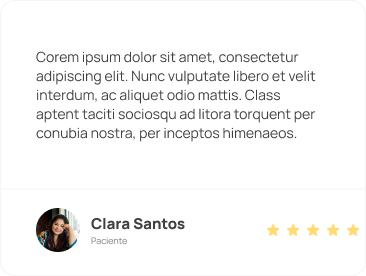 Corem ipsum dolor sit amet, consectetur
adipiscing elit. Nunc vulputate libero et velit
interdum, ac aliquet odio mattis. Class
aptent taciti sociosqu ad litora torquent per
conubia nostra, per inceptos himenaeos.
Clara Santos
Paciente